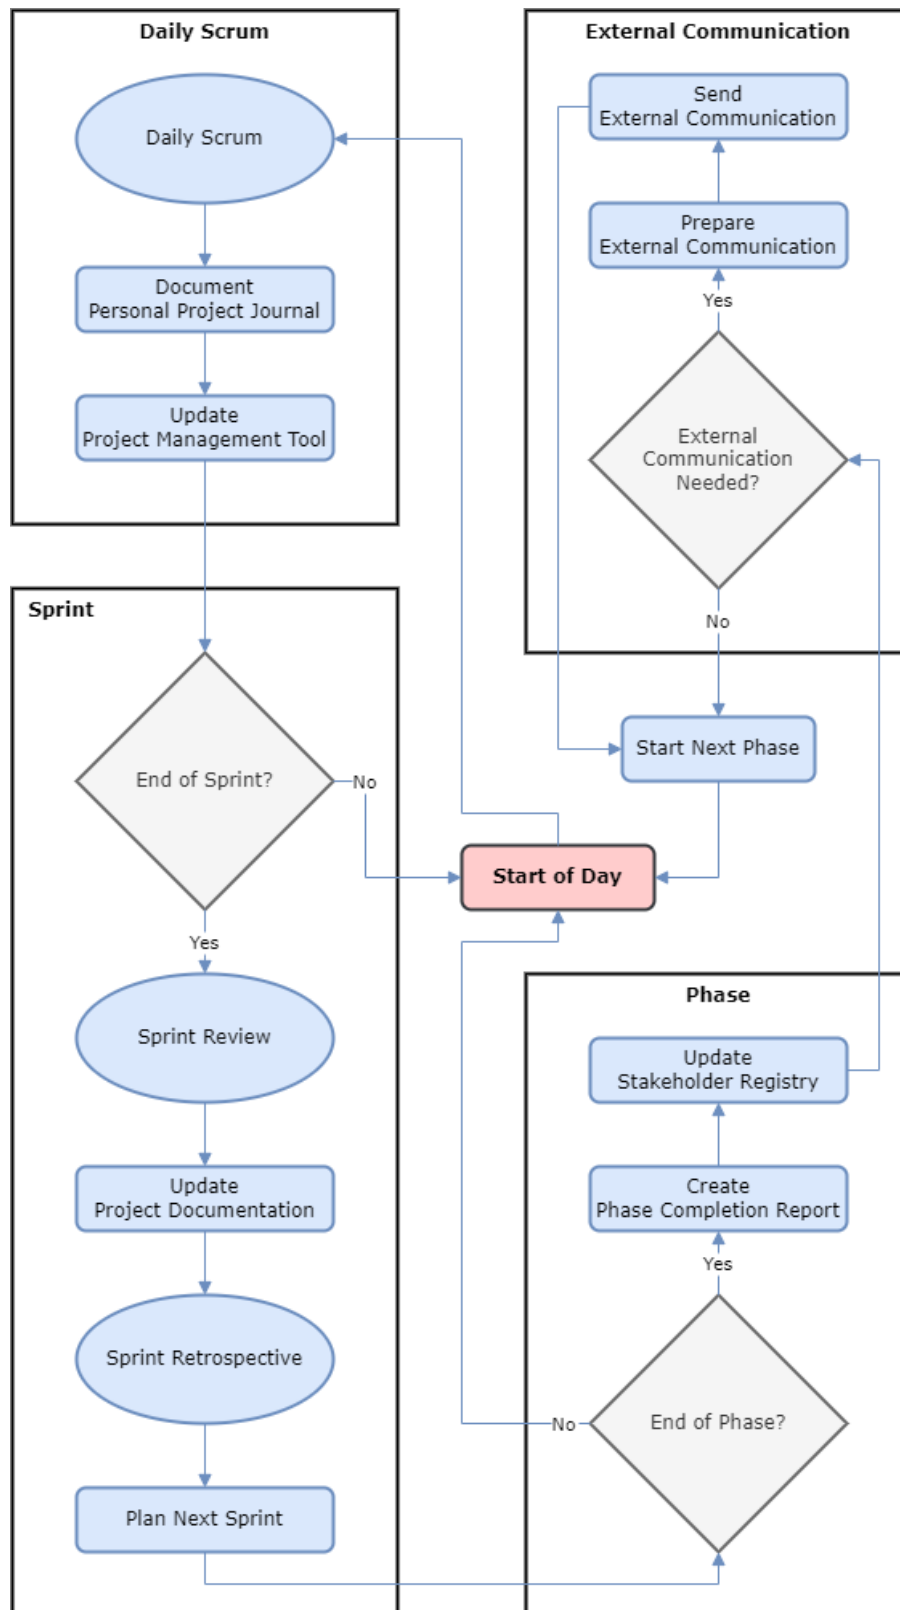 Daily Scrum
Daily Scrum
Document
Personal Project Journal
Update
Project Management Tool
External Communication
Send
External Communication
Prepare
External Communication
Yes
External
Communication
Needed?
No
Start Next Phase
Sprint
End of Sprint?
No
Yes
Sprint Review
Update
Project Documentation
Sprint Retrospective
Plan Next Sprint
Start of Day
Phase
Update
Stakeholder Registry
Create
Phase Completion Report
Yes
End of Phase?
No